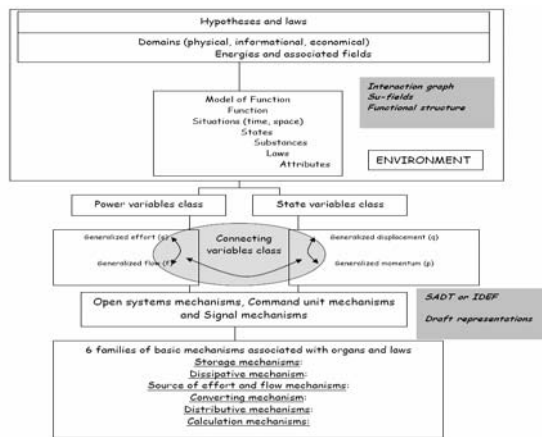 Hypotheses and laws
Domains (physical, informational, economical)
Energies and associated fields
Interaction graph
Su-fields
Functional structure
Model of Function
Function
Situations (time, space)
States
Substances
Laws
Attributes
ENVIRONMENT
Power variables class
State variables class
Connecting
variables class
Generalized effort (e)
Generalized displacement (q)
Generalized flow (f)
Generalized momentum (p)
Open systems mechanisms, Command unit mechanisms
and Signal mechanisms
SADT or IDEF
Draft representations
6 families of basic mechanisms associated with organs and laws
Storage mechanisms:
Dissipative mechanism:
Source of effort and flow mechanisms:
Converting mechanism:
Distributive mechanisms:
Calculation mechanisms: